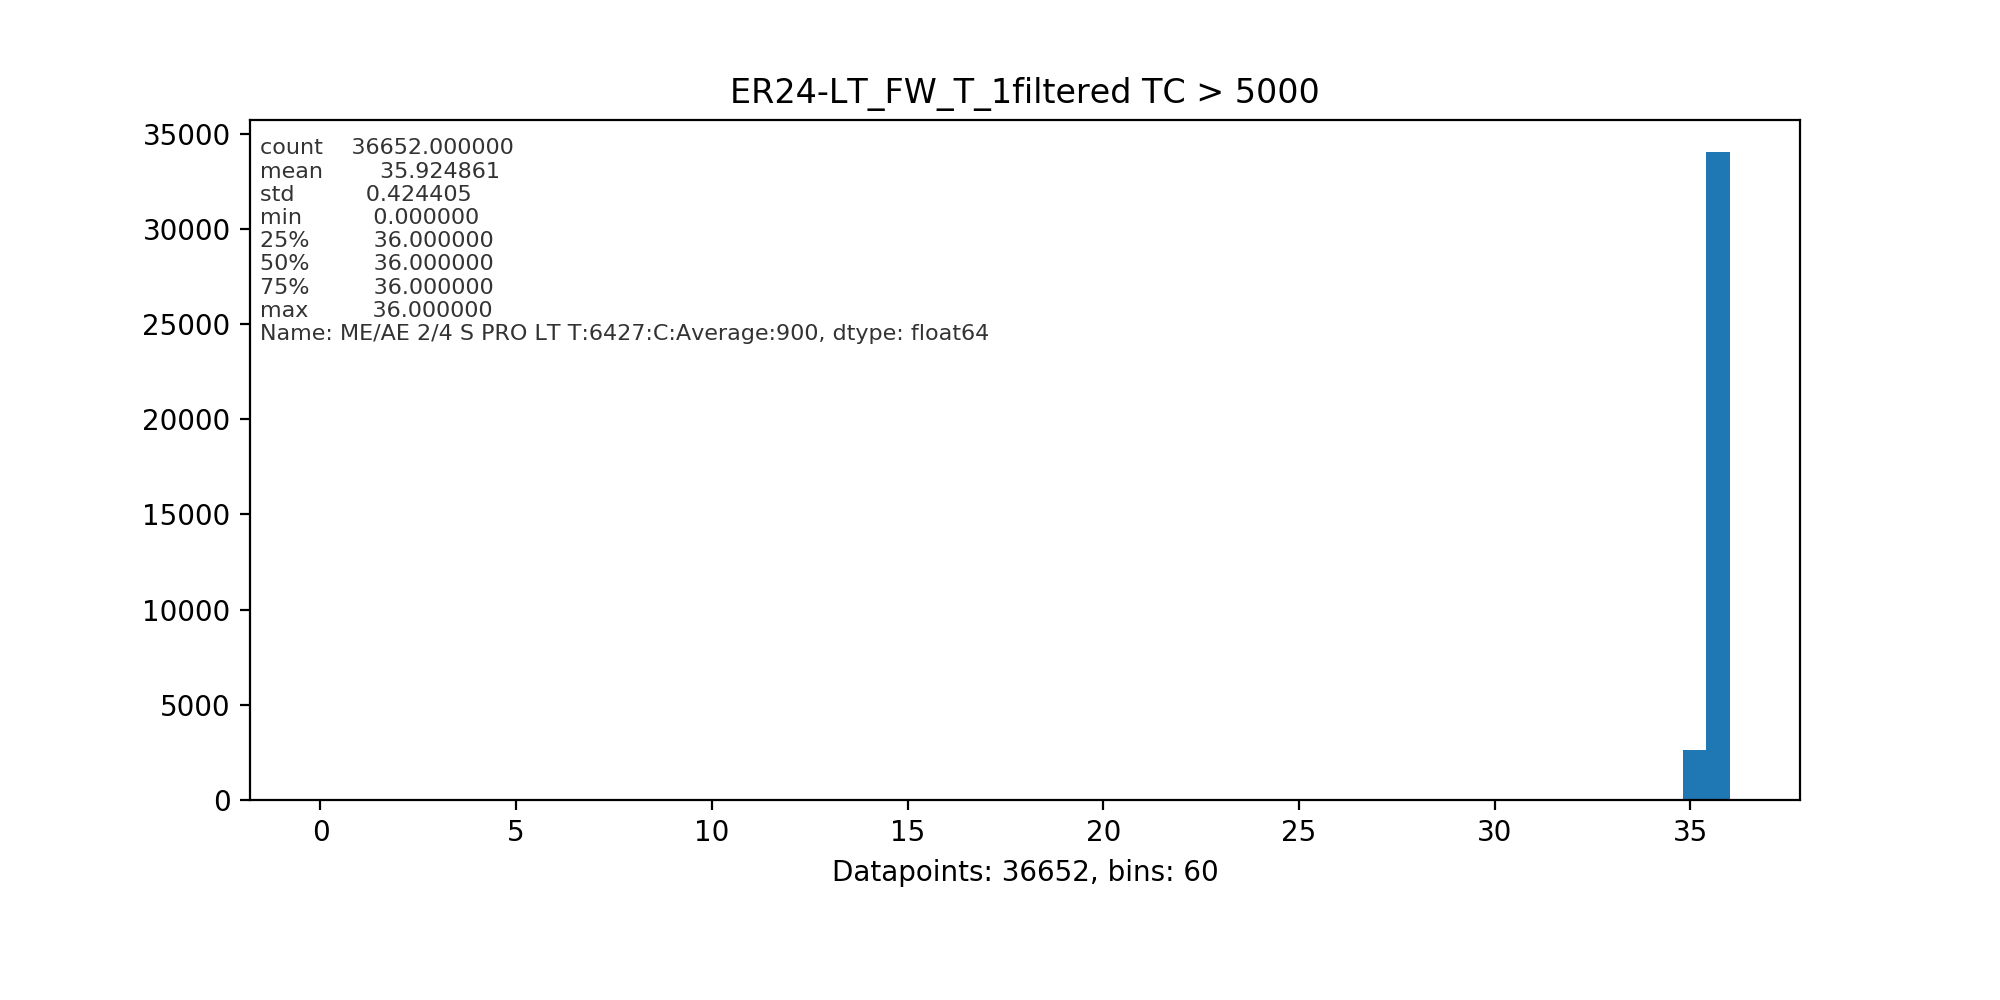 ER24-LT_FW_T_1filtered TC > 5000
35000
30000
25000
20000
15000
10000
5000
0
count 36652.000000
mean 35.924861
std 0.424405
min 0.000000
25% 36.000000
50% 36.000000
75% 36.000000
max 36.000000
Name: ME/AE 2/4 S PRO LT T:6427:C:Average:900, dtype: float64
0 5 10 15 20 25 30 35
Datapoints: 36652, bins: 60